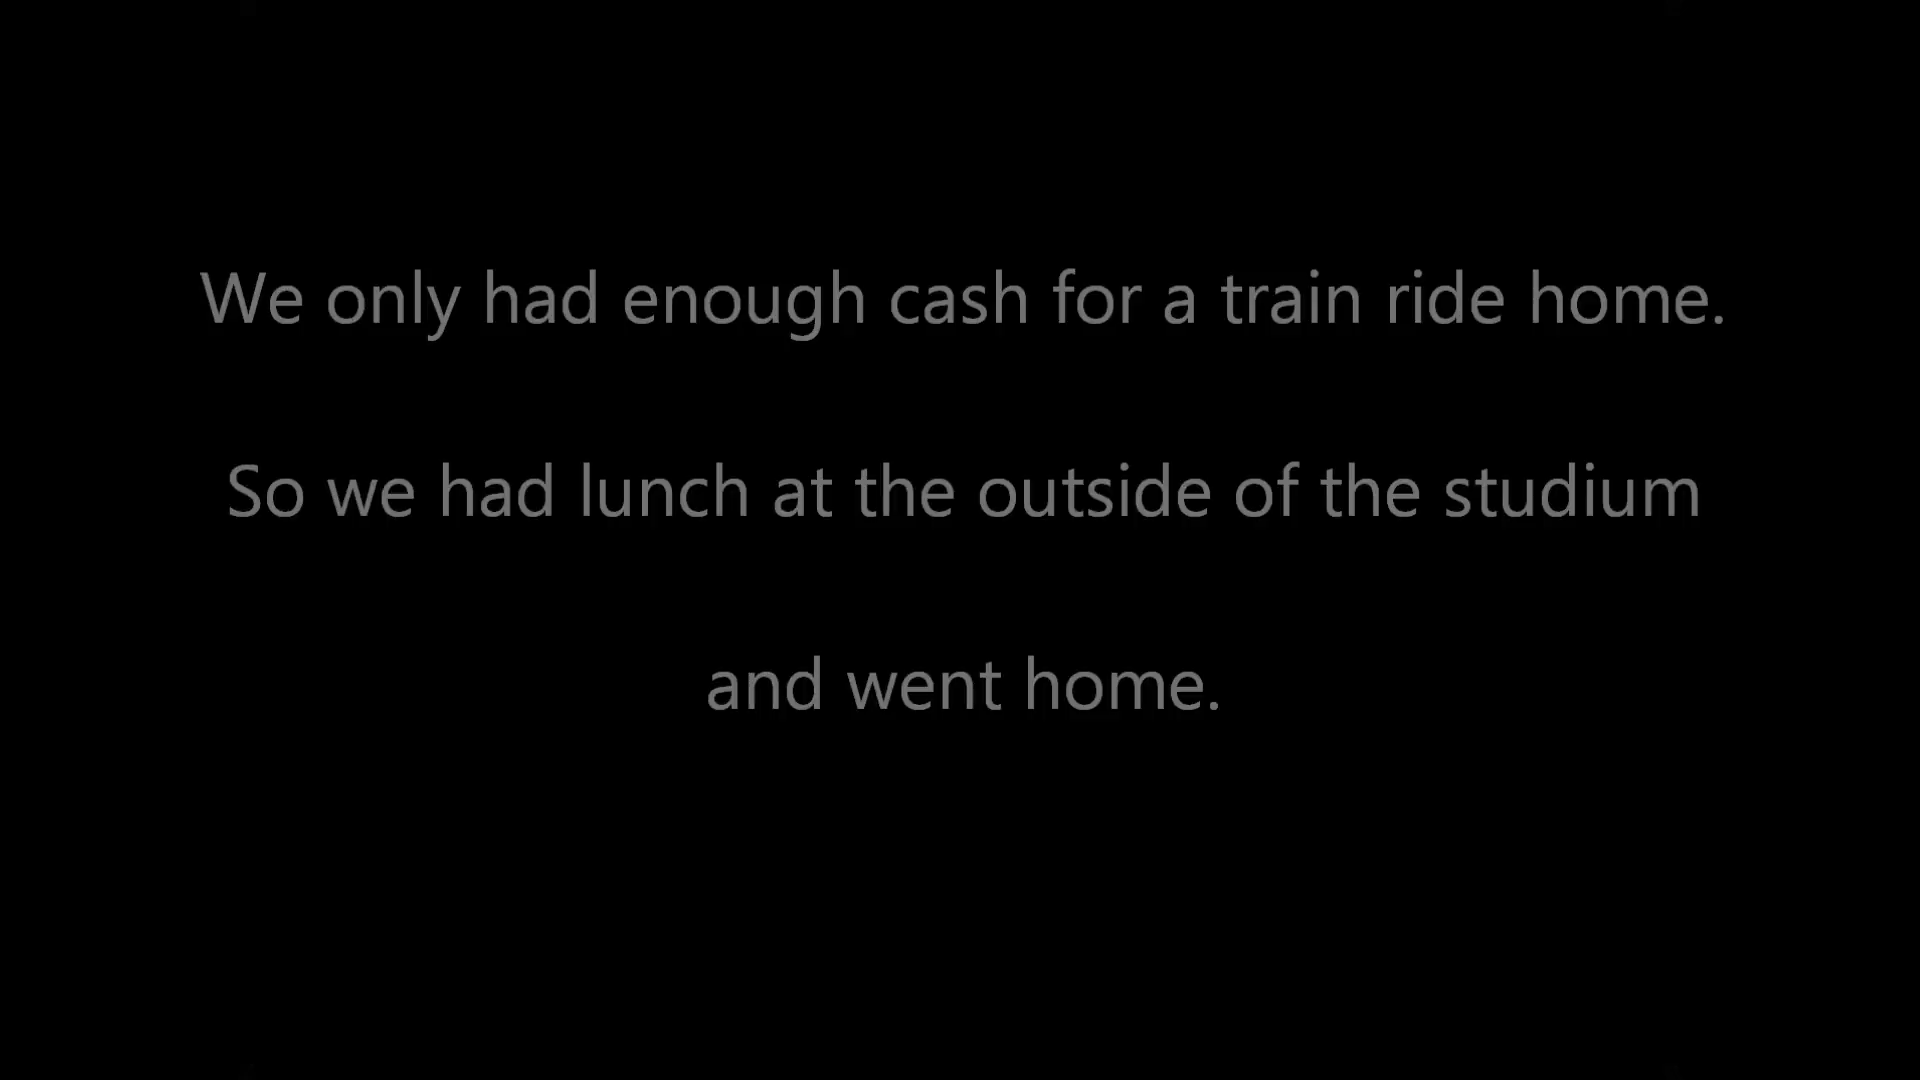 We only had enough cash for a train ride home.
So we had lunch at the outside of the studium
and went home.